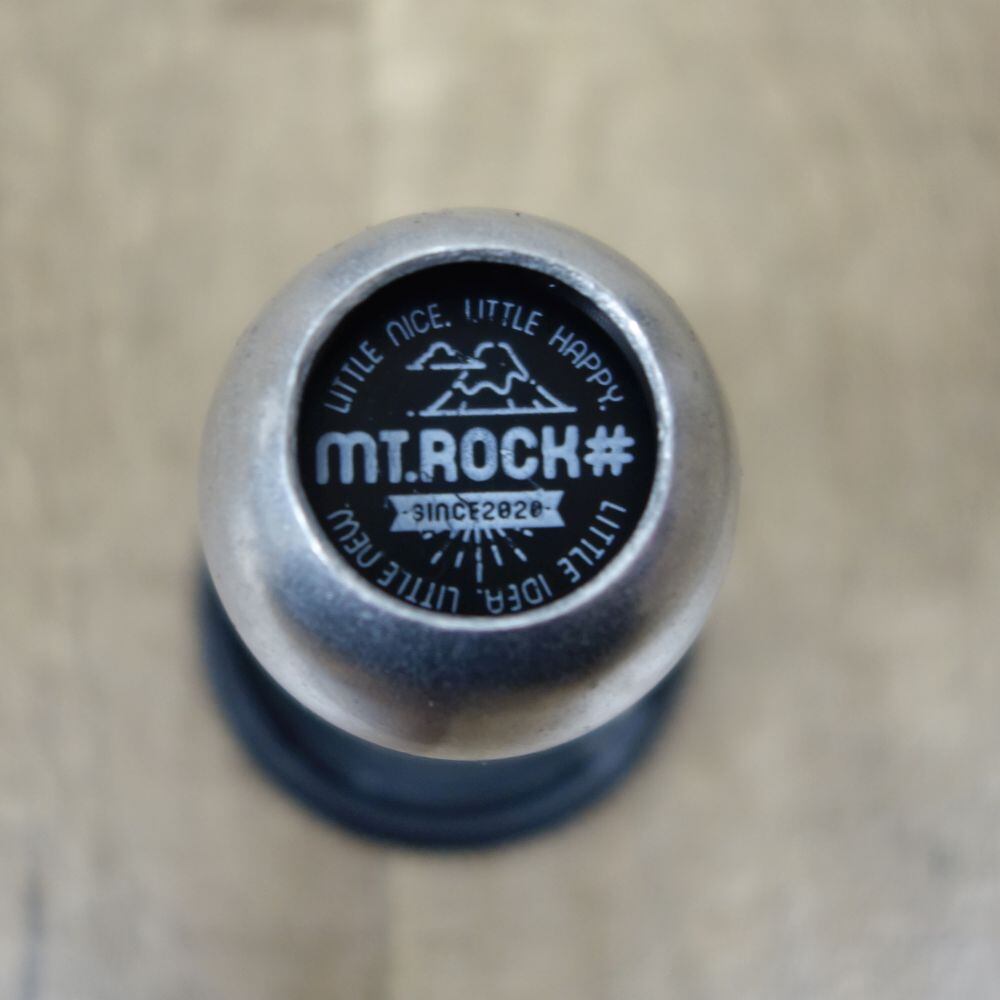 LITTLE NICE. LITTLE HAPPY.
MT.ROCK#
-SINCE2020-
LITTLE IDEA. LITTLE NEW.